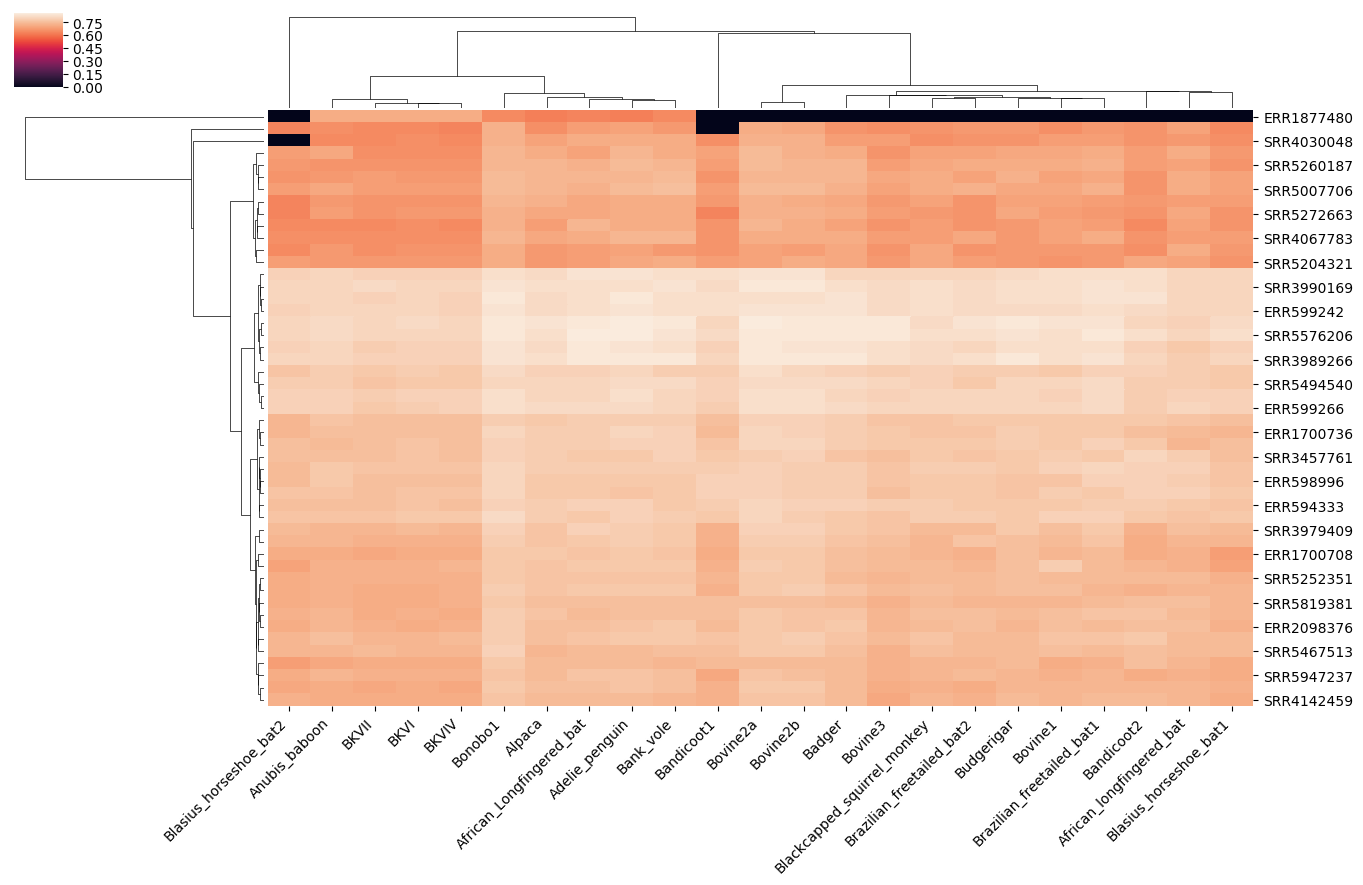 0.75
0.60
0.45
0.30
0.15
0.00
ERR1877480
SRR4030048
SRR5260187
SRR5007706
SRR5272663
SRR4067783
SRR5204321
SRR3990169
ERR599242
SRR5576206
SRR3989266
SRR5494540
ERR599266
ERR1700736
SRR3457761
ERR598996
ERR594333
SRR3979409
ERR1700708
SRR5252351
SRR5819381
ERR2098376
SRR5467513
SRR5947237
SRR4142459
Blasius_horseshoe_bat2
Anubis_baboon
BKVII
BKVI
BKVIV
Bonobo1
Alpaca
African_Longfingered_bat
Adelie_penguin
Bank_vole
Bandicoot1
Bovine2a
Bovine2b
Badger
Bovine3
Blackcapped_squirrel_monkey
Brazilian_freetailed_bat2
Budgerigar
Bovine1
Brazilian_freetailed_bat1
Bandicoot2
African_longfingered_bat
Blasius_horseshoe_bat1